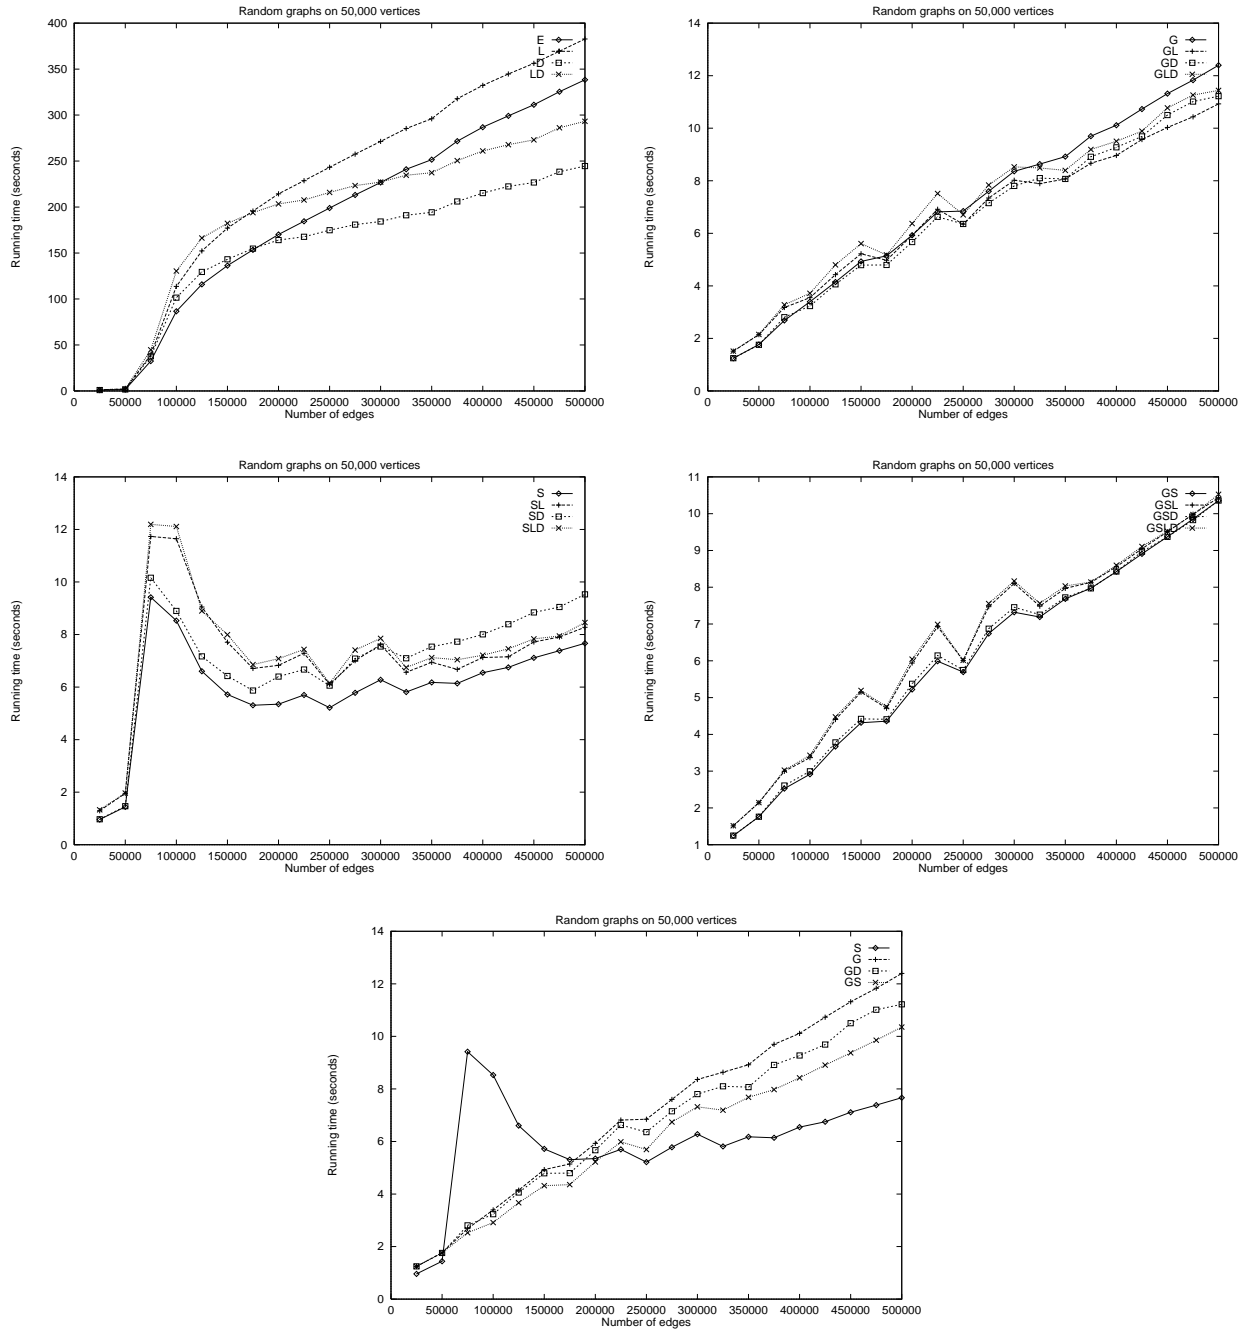 Random graphs on 50,000 vertices
Running time (seconds)
400
350
300
250
200
150
100
50
0
E
L
D
LD
0 50000 100000 150000 200000 250000 300000 350000 400000 450000 500000
Number of edges
Random graphs on 50,000 vertices
Running time (seconds)
14
12
10
8
6
4
2
0
G
GL
GD
GLD
0 50000 100000 150000 200000 250000 300000 350000 400000 450000 500000
Number of edges
Random graphs on 50,000 vertices
Running time (seconds)
14
12
10
8
6
4
2
0
S
SL
SD
SLD
0 50000 100000 150000 200000 250000 300000 350000 400000 450000 500000
Number of edges
Random graphs on 50,000 vertices
Running time (seconds)
11
10
9
8
7
6
5
4
3
2
1
GS
GSL
GSD
GSLD
0 50000 100000 150000 200000 250000 300000 350000 400000 450000 500000
Number of edges
Random graphs on 50,000 vertices
Running time (seconds)
14
12
10
8
6
4
2
0
S
G
GD
GS
0 50000 100000 150000 200000 250000 300000 350000 400000 450000 500000
Number of edges